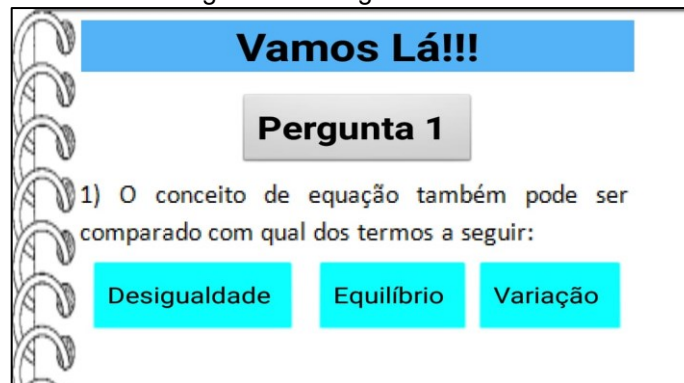 Vamos Lá!!!
Pergunta 1
1) O conceito de equação também pode ser
comparado com qual dos termos a seguir:
Desigualdade Equilíbrio Variação